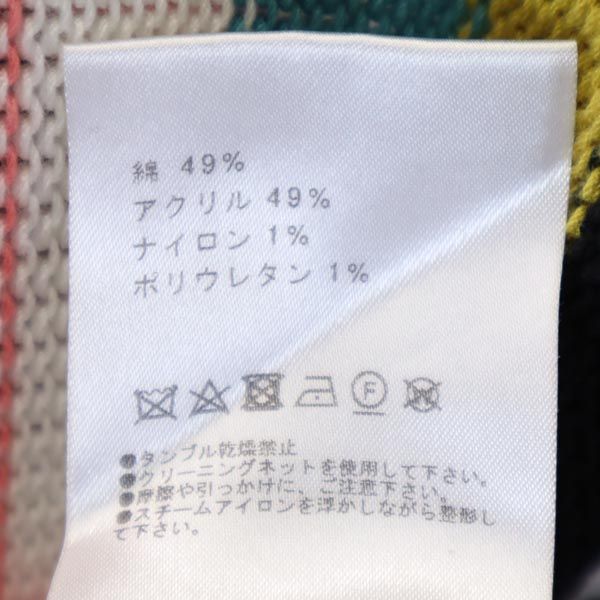 綿 49%
アクリル 49%
ナイロン 1%
ポリウレタン 1%
F
●タンブル乾燥禁止
●クリーニングネットを使用して下さい。
●摩擦や引っかけに、ご注意下さい。
●スチームアイロンを浮かしながら整形し
て下さい。